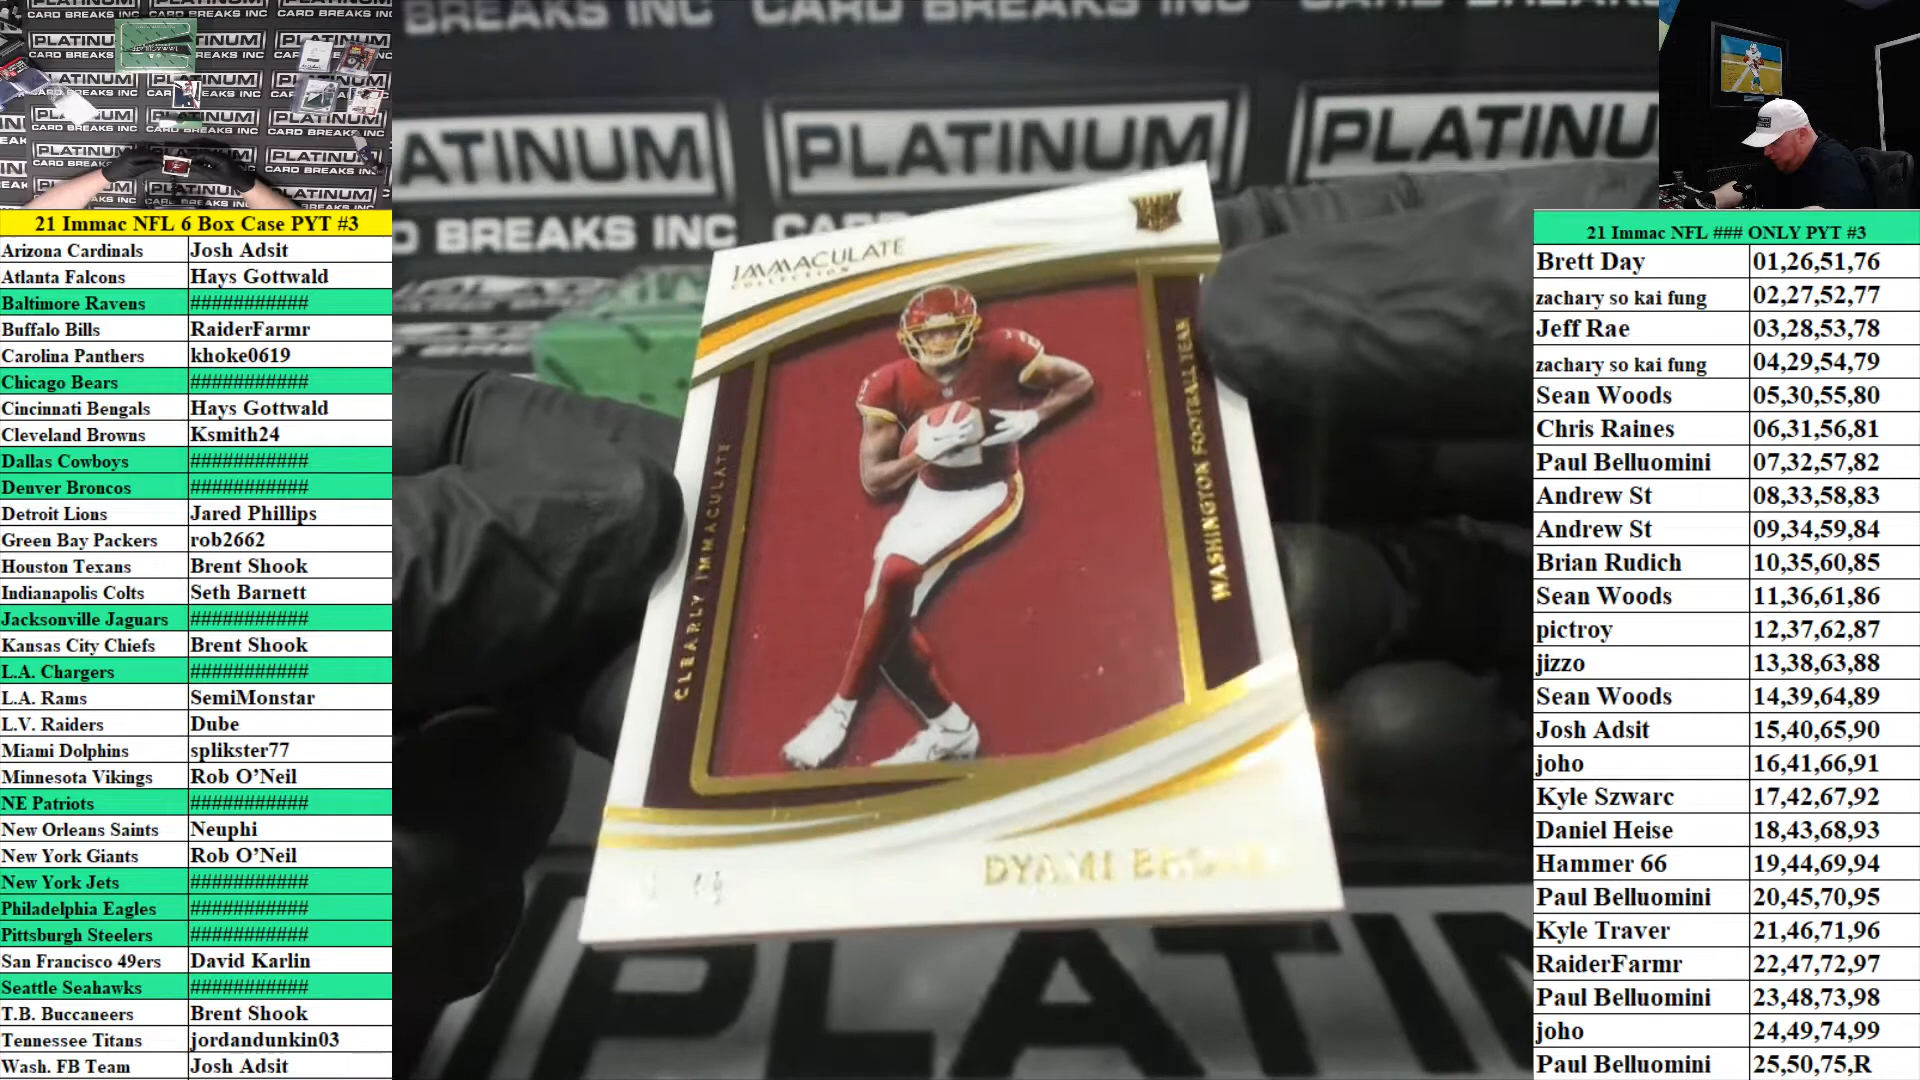 PLATINUM
CARD BREAKS INC
21 Immac NFL 6 Box Case PYT #3
Arizona Cardinals Josh Adsit
Atlanta Falcons Hays Gottwald
Baltimore Ravens ###########
Buffalo Bills RaiderFarmr
Carolina Panthers khoke0619
Chicago Bears ###########
Cincinnati Bengals Hays Gottwald
Cleveland Browns Ksmith24
Dallas Cowboys ###########
Denver Broncos ###########
Detroit Lions Jared Phillips
Green Bay Packers rob2662
Houston Texans Brent Shook
Indianapolis Colts Seth Barnett
Jacksonville Jaguars ###########
Kansas City Chiefs Brent Shook
L.A. Chargers ###########
L.A. Rams SemiMonstar
L.V. Raiders Dube
Miami Dolphins splikster77
Minnesota Vikings Rob O’Neil
NE Patriots ###########
New Orleans Saints Neuphi
New York Giants Rob O’Neil
New York Jets ###########
Philadelphia Eagles ###########
Pittsburgh Steelers ###########
San Francisco 49ers David Karlin
Seattle Seahawks ###########
T.B. Buccaneers Brent Shook
Tennessee Titans jordandunkin03
Wash. FB Team Josh Adsit
CARD BREAKS INC
ATINUM PLATINUM PLATINU
D BREAKS INC
IMMACULATE
COLLECTION
CLEARLY IMMACULATE
WASHINGTON FOOTBALL TEAM
DYAMI
PLATIN
21 Immac NFL ### ONLY PYT #3
Brett Day 01,26,51,76
zachary so kai fung 02,27,52,77
Jeff Rae 03,28,53,78
zachary so kai fung 04,29,54,79
Sean Woods 05,30,55,80
Chris Raines 06,31,56,81
Paul Belluomini 07,32,57,82
Andrew St 08,33,58,83
Andrew St 09,34,59,84
Brian Rudich 10,35,60,85
Sean Woods 11,36,61,86
pictroy 12,37,62,87
jizzo 13,38,63,88
Sean Woods 14,39,64,89
Josh Adsit 15,40,65,90
joho 16,41,66,91
Kyle Szwarc 17,42,67,92
Daniel Heise 18,43,68,93
Hammer 66 19,44,69,94
Paul Belluomini 20,45,70,95
Kyle Traver 21,46,71,96
RaiderFarmr 22,47,72,97
Paul Belluomini 23,48,73,98
joho 24,49,74,99
Paul Belluomini 25,50,75,R